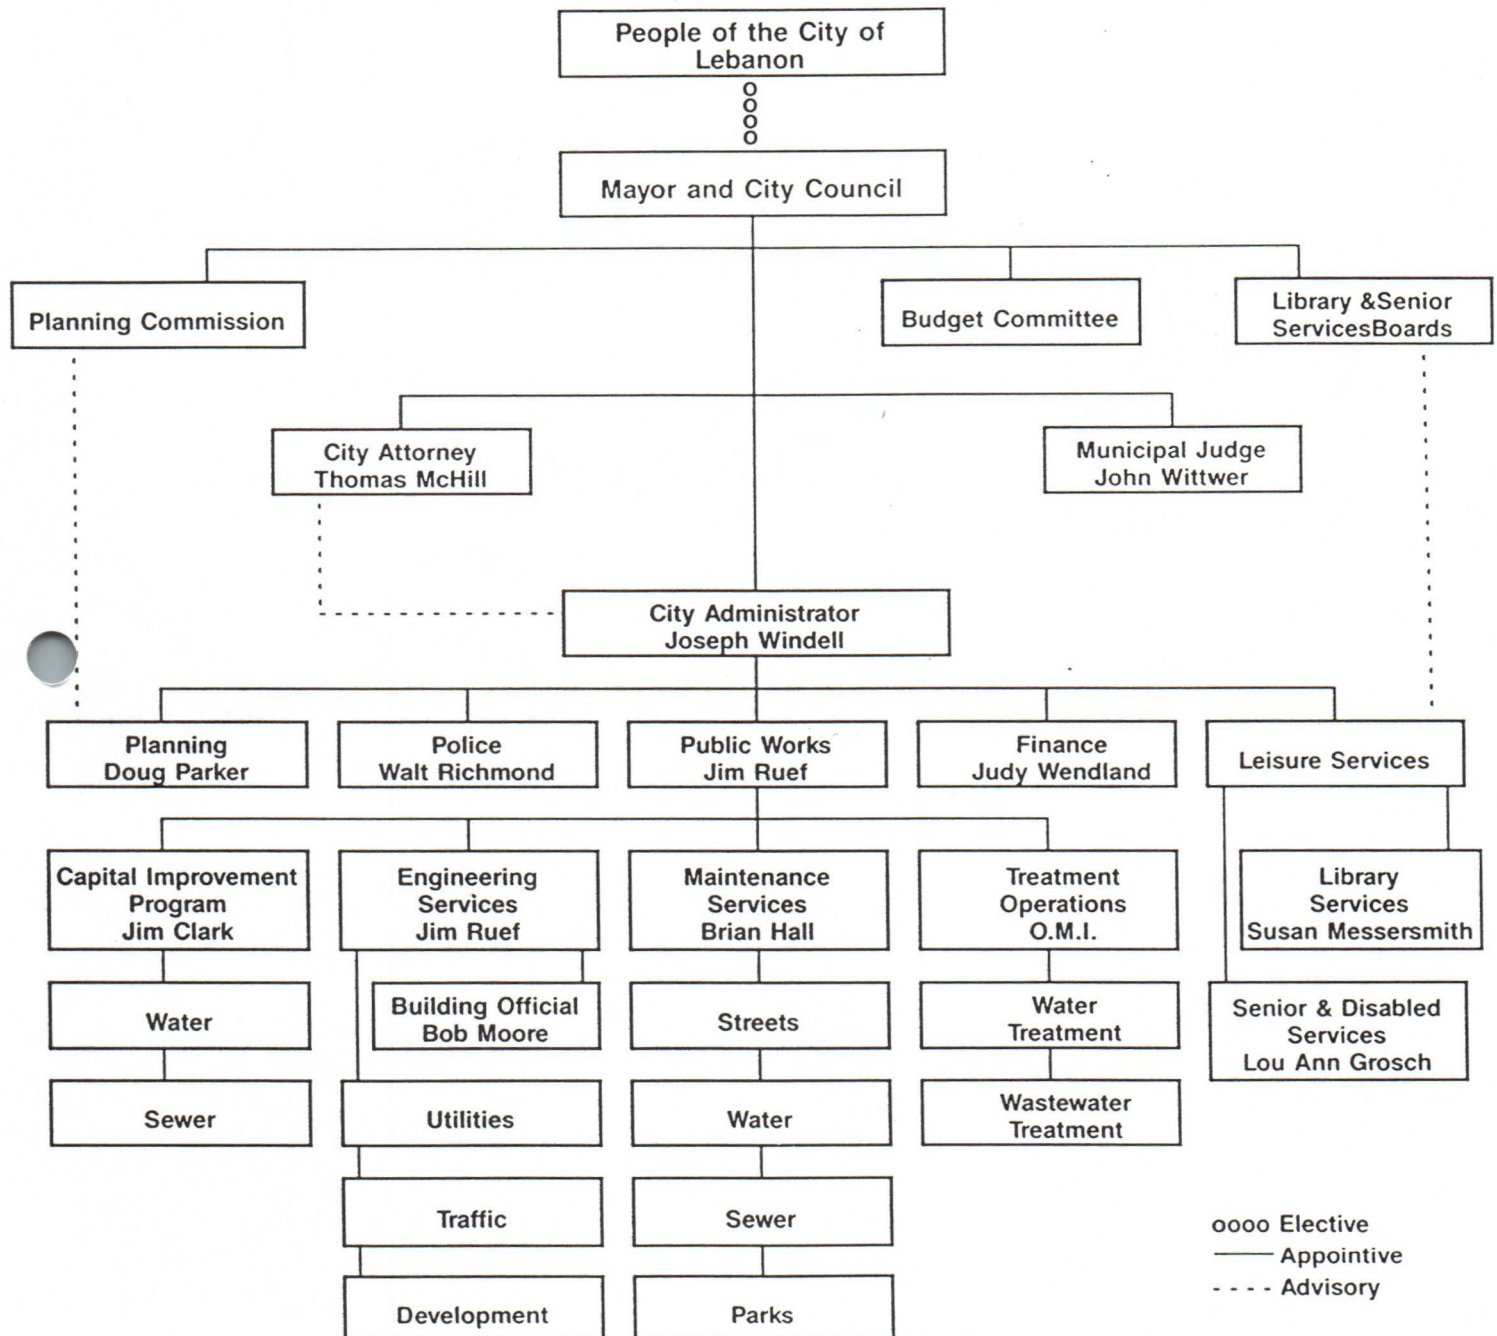 People of the City of
Lebanon
o
o
o
o
Mayor and City Council
Planning Commission
Budget Committee
Library &Senior
ServicesBoards
City Attorney
Thomas McHill
Municipal Judge
John Wittwer
City Administrator
Joseph Windell
Planning
Doug Parker
Police
Walt Richmond
Public Works
Jim Ruef
Finance
Judy Wendland
Leisure Services
Capital Improvement
Program
Jim Clark
Engineering
Services
Jim Ruef
Maintenance
Services
Brian Hall
Treatment
Operations
O.M.I.
Library
Services
Susan Messersmith
Water
Building Official
Bob Moore
Streets
Water
Treatment
Senior & Disabled
Services
Lou Ann Grosch
Sewer
Utilities
Water
Wastewater
Treatment
Traffic
Sewer
Development
Parks
oooo Elective
Appointive
---- Advisory